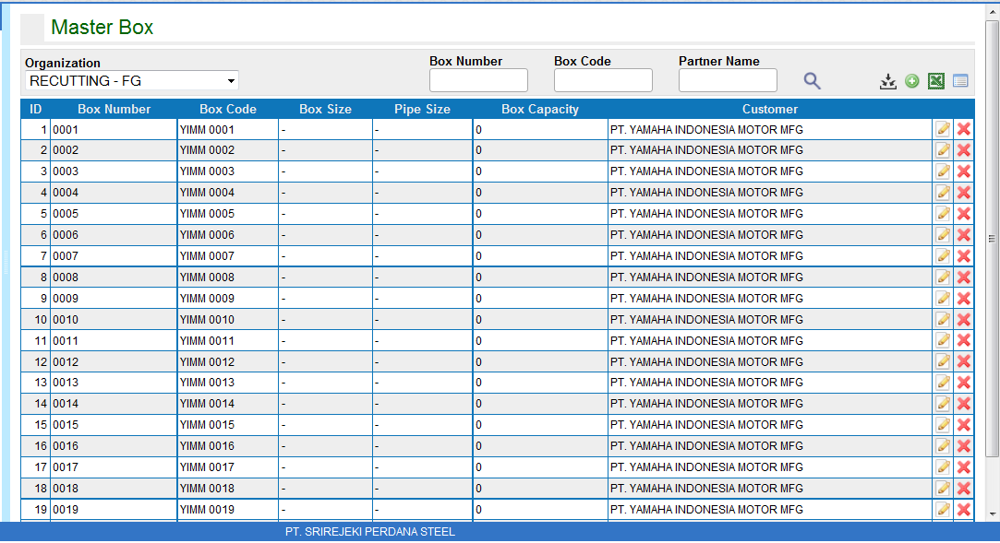 Master Box
Organization Box Number Box Code Partner Name
RECUTTING - FG
ID Box Number Box Code Box Size Pipe Size Box Capacity Customer
1 0001 YIMM 0001 - - 0 PT. YAMAHA INDONESIA MOTOR MFG
2 0002 YIMM 0002 - - 0 PT. YAMAHA INDONESIA MOTOR MFG
3 0003 YIMM 0003 - - 0 PT. YAMAHA INDONESIA MOTOR MFG
4 0004 YIMM 0004 - - 0 PT. YAMAHA INDONESIA MOTOR MFG
5 0005 YIMM 0005 - - 0 PT. YAMAHA INDONESIA MOTOR MFG
6 0006 YIMM 0006 - - 0 PT. YAMAHA INDONESIA MOTOR MFG
7 0007 YIMM 0007 - - 0 PT. YAMAHA INDONESIA MOTOR MFG
8 0008 YIMM 0008 - - 0 PT. YAMAHA INDONESIA MOTOR MFG
9 0009 YIMM 0009 - - 0 PT. YAMAHA INDONESIA MOTOR MFG
10 0010 YIMM 0010 - - 0 PT. YAMAHA INDONESIA MOTOR MFG
11 0011 YIMM 0011 - - 0 PT. YAMAHA INDONESIA MOTOR MFG
12 0012 YIMM 0012 - - 0 PT. YAMAHA INDONESIA MOTOR MFG
13 0013 YIMM 0013 - - 0 PT. YAMAHA INDONESIA MOTOR MFG
14 0014 YIMM 0014 - - 0 PT. YAMAHA INDONESIA MOTOR MFG
15 0015 YIMM 0015 - - 0 PT. YAMAHA INDONESIA MOTOR MFG
16 0016 YIMM 0016 - - 0 PT. YAMAHA INDONESIA MOTOR MFG
17 0017 YIMM 0017 - - 0 PT. YAMAHA INDONESIA MOTOR MFG
18 0018 YIMM 0018 - - 0 PT. YAMAHA INDONESIA MOTOR MFG
19 0019 YIMM 0019 - - 0 PT. YAMAHA INDONESIA MOTOR MFG
PT. SRIREJEKI PERDANA STEEL